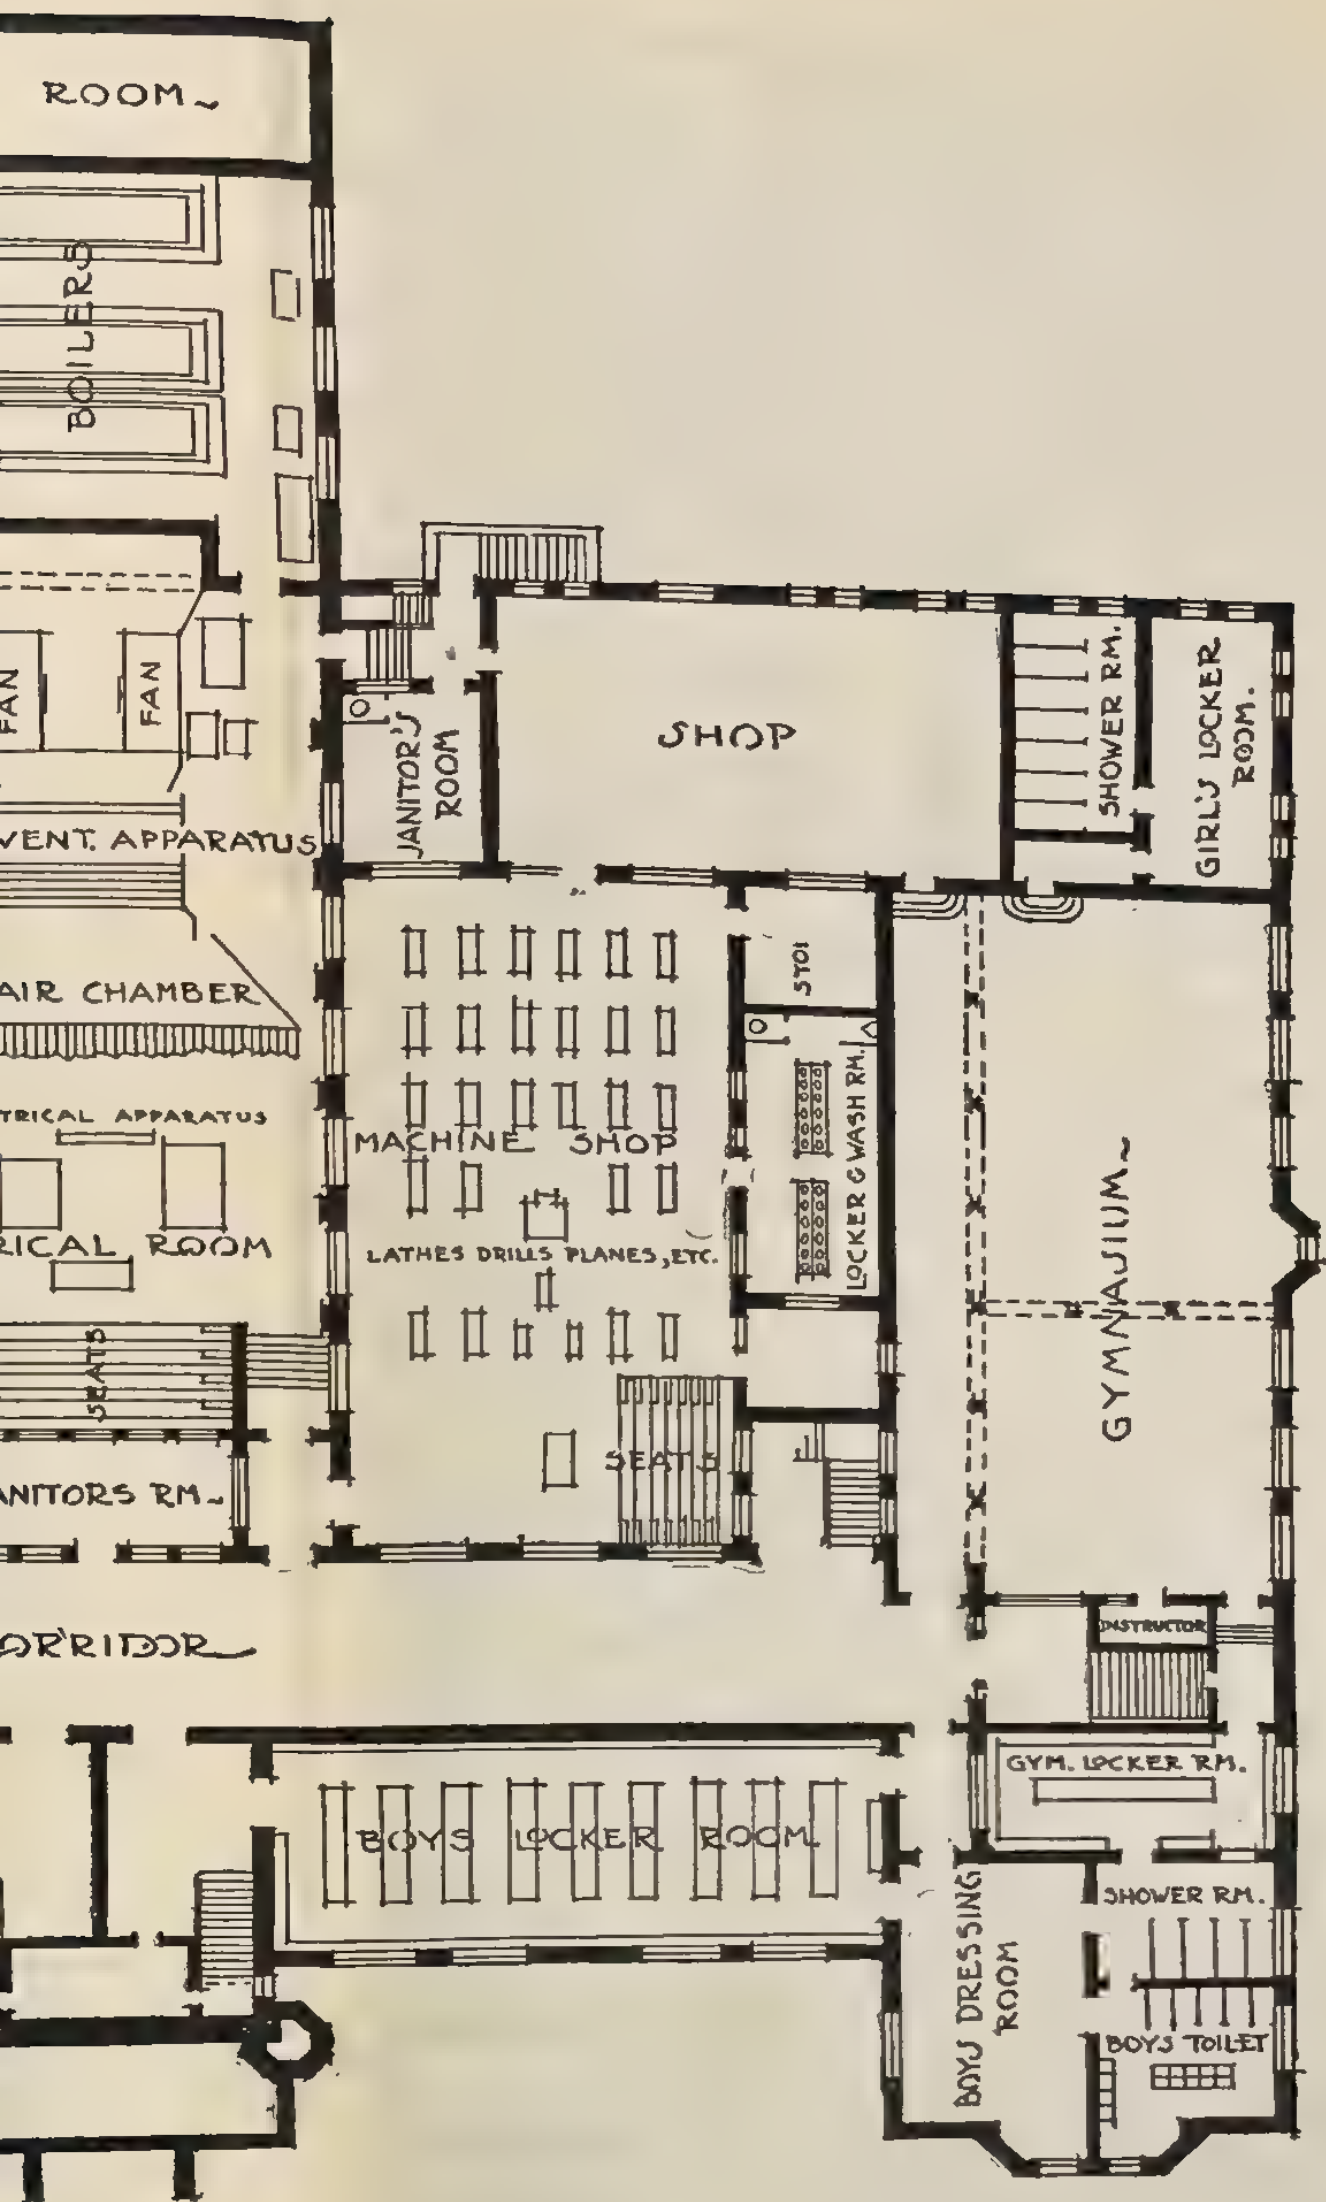 ROOM~
BOILERS
FAN
FAN
JANITOR'S
ROOM
SHOP
SHOWER RM.
GIRL'S LOCKER
ROOM.
VENT. APPARATUS
AIR CHAMBER
STO
TRICAL APPARATUS
MACHINE SHOP
LOCKER & WASH RM.
GYMNASIUM~
RICAL ROOM
LATHES DRILLS PLANES, ETC.
SEATS
SEATS
ANITORS RM~
ORRIDOR
INSTRUCTOR
GYM. LOCKER RM.
BOYS LOCKER ROOM
SHOWER RM.
BOYS DRESSING
ROOM
BOYS TOILET